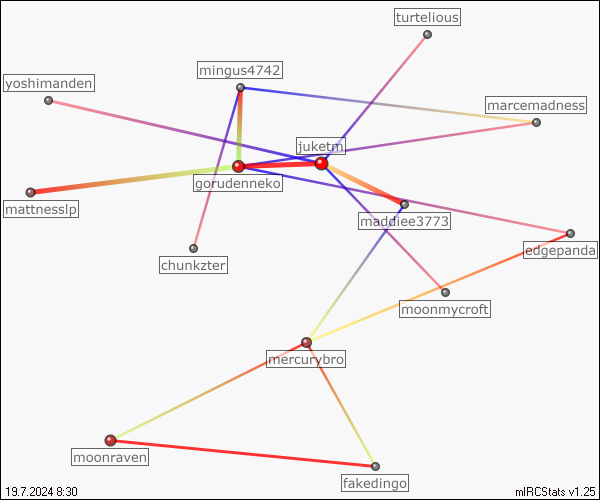 turtelious
mingus4742
yoshimanden
marcemadness
juketm
gorudenneko
mattnesslp
maddiee3773
edgepanda
chunkzter
moonmycroft
mercurybro
moonraven
fakedingo
19.7.2024 8:30
mIRCStats v1.25